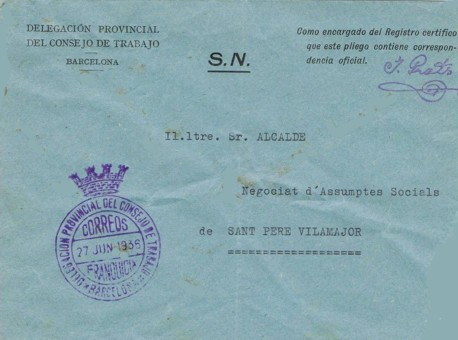 DELEGACIÓN PROVINCIAL
DEL CONSEJO DE TRABAJO
BARCELONA
S.N.
Como encargado del Registro certifico
que este pliego contiene correspon-
dencia oficial.
Il.ltre. Sr. ALCALDE
Negociat d'Assumptes Socials
de SANT PERE VILAMAJOR
DELEGACIÓN PROVINCIAL DEL CONSEJO DE TRABAJO
CORREOS
27 JUN 1936
FRANQUICIA
BARCELONA